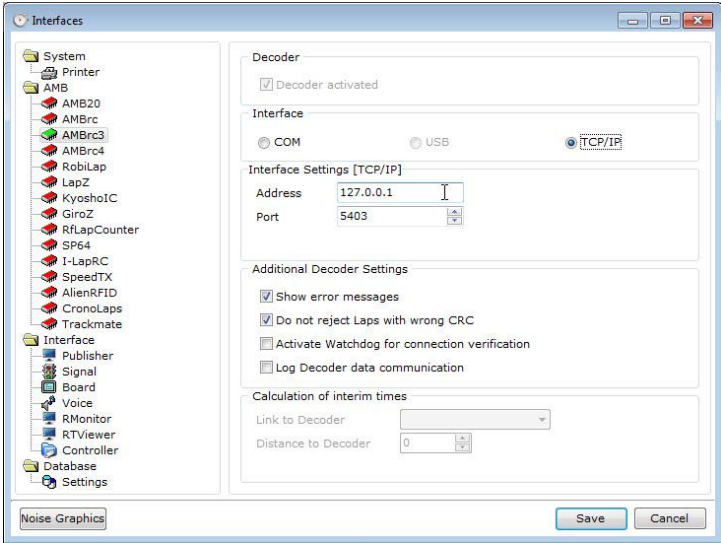 Interfaces
System
Printer
AMB
AMB20
AMBrc
AMBrc3
AMBrc4
RobiLap
LapZ
KyoshoIC
GiroZ
RfLapCounter
SP64
I-LapRC
SpeedTX
AlienRFID
CronoLaps
Trackmate
Interface
Publisher
Signal
Board
Voice
RMonitor
RTViewer
Controller
Database
Settings
Decoder
Decoder activated
Interface
COM USB TCP/IP
Interface Settings [TCP/IP]
Address 127.0.0.1
Port 5403
Additional Decoder Settings
Show error messages
Do not reject Laps with wrong CRC
Activate Watchdog for connection verification
Log Decoder data communication
Calculation of interim times
Link to Decoder
Distance to Decoder 0
Noise Graphics Save Cancel